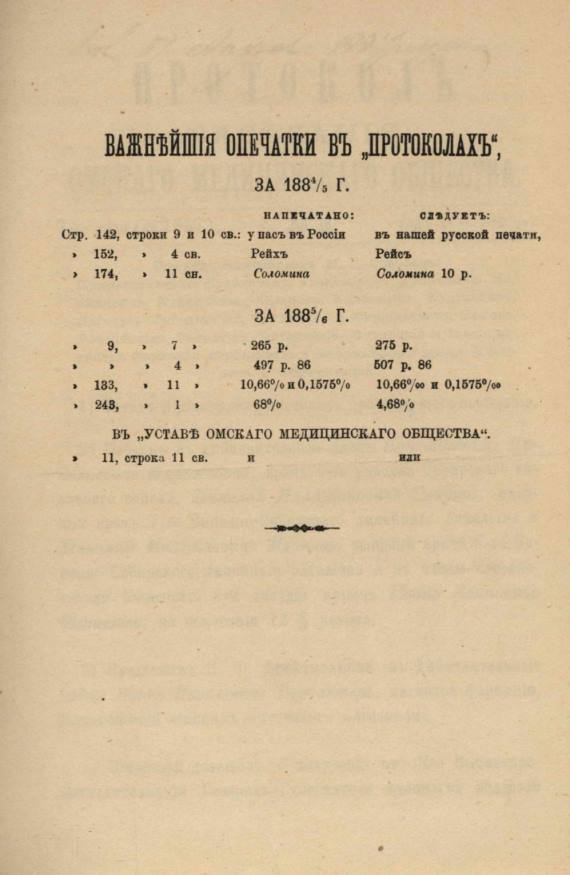 ВАЖНѢЙШІЯ ОПЕЧАТКИ ВЪ „ПРОТОКОЛАХЪ“,
ЗА 188⁴/₅ Г.
НАПЕЧАТАНО: СЛѢДУЕТЪ:
Стр. 142, строки 9 и 10 св.: у насъ въ Россіи въ нашей русской печати,
» 152, » 4 св. Рейхъ Рейсъ
» 174, » 11 св. Соломина Соломина 10 р.
ЗА 188⁵/₆ Г.
» 9, » 7 » 265 р. 275 р.
» » » 4 » 497 р. 86 507 р. 86
» 133, » 11 » 10,66% и 0,1575% 10,66‰ и 0,1575‰
» 243, » 1 » 68% 4,68%
ВЪ „УСТАВѢ ОМСКАГО МЕДИЦИНСКАГО ОБЩЕСТВА“.
» 11, строка 11 св. и или